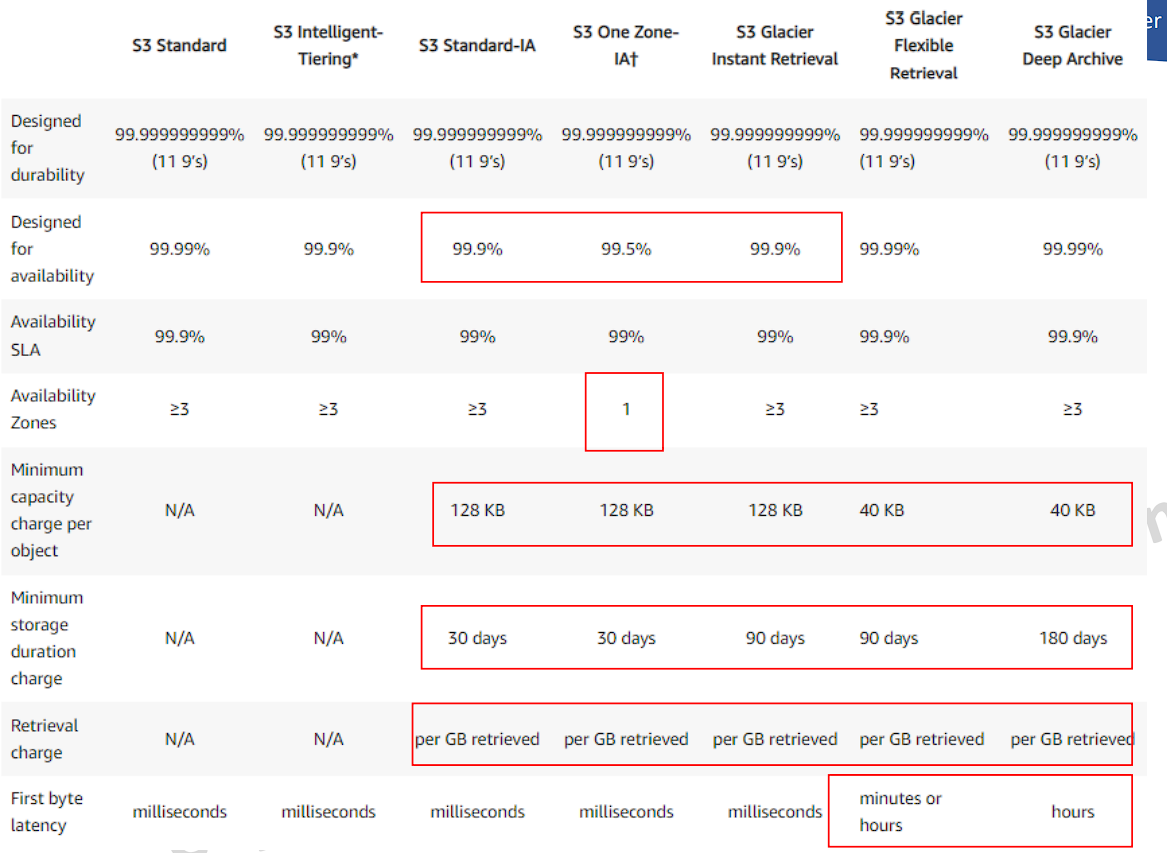 er
S3 Standard
S3 Intelligent-
Tiering*
S3 Standard-IA
S3 One Zone-
IA†
S3 Glacier
Instant Retrieval
S3 Glacier
Flexible
Retrieval
S3 Glacier
Deep Archive
Designed
for
durability
99.999999999%
(11 9's)
99.999999999%
(11 9's)
99.999999999%
(11 9's)
99.999999999%
(11 9's)
99.999999999%
(11 9's)
99.999999999%
(11 9's)
99.999999999%
(11 9's)
Designed
for
availability
99.99%
99.9%
99.9%
99.5%
99.9%
99.99%
99.99%
Availability
SLA
99.9%
99%
99%
99%
99%
99.9%
99.9%
Availability
Zones
≥3
≥3
≥3
1
≥3
≥3
≥3
Minimum
capacity
charge per
object
N/A
N/A
128 KB
128 KB
128 KB
40 KB
40 KB
Minimum
storage
duration
charge
N/A
N/A
30 days
30 days
90 days
90 days
180 days
Retrieval
charge
N/A
N/A
per GB retrieved
per GB retrieved
per GB retrieved
per GB retrieved
per GB retrieved
First byte
latency
milliseconds
milliseconds
milliseconds
milliseconds
milliseconds
minutes or
hours
hours